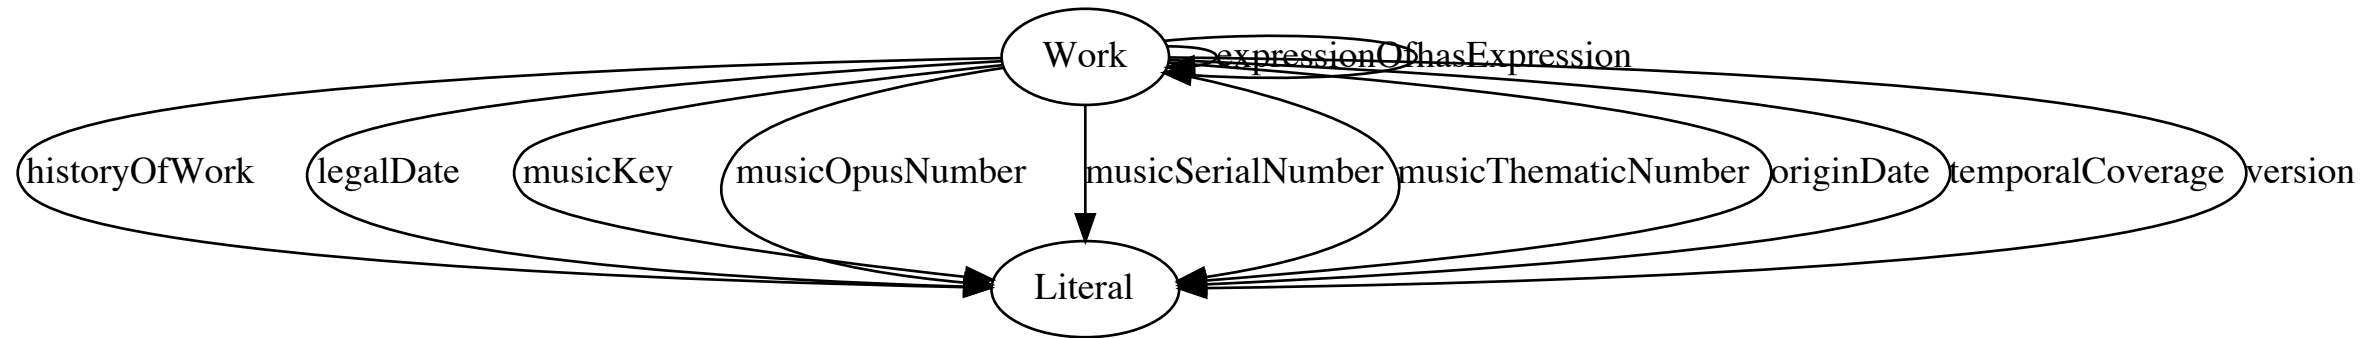 Work
expressionOf
hasExpression
historyOfWork
legalDate
musicKey
musicOpusNumber
musicSerialNumber
musicThematicNumber
originDate
temporalCoverage
version
Literal